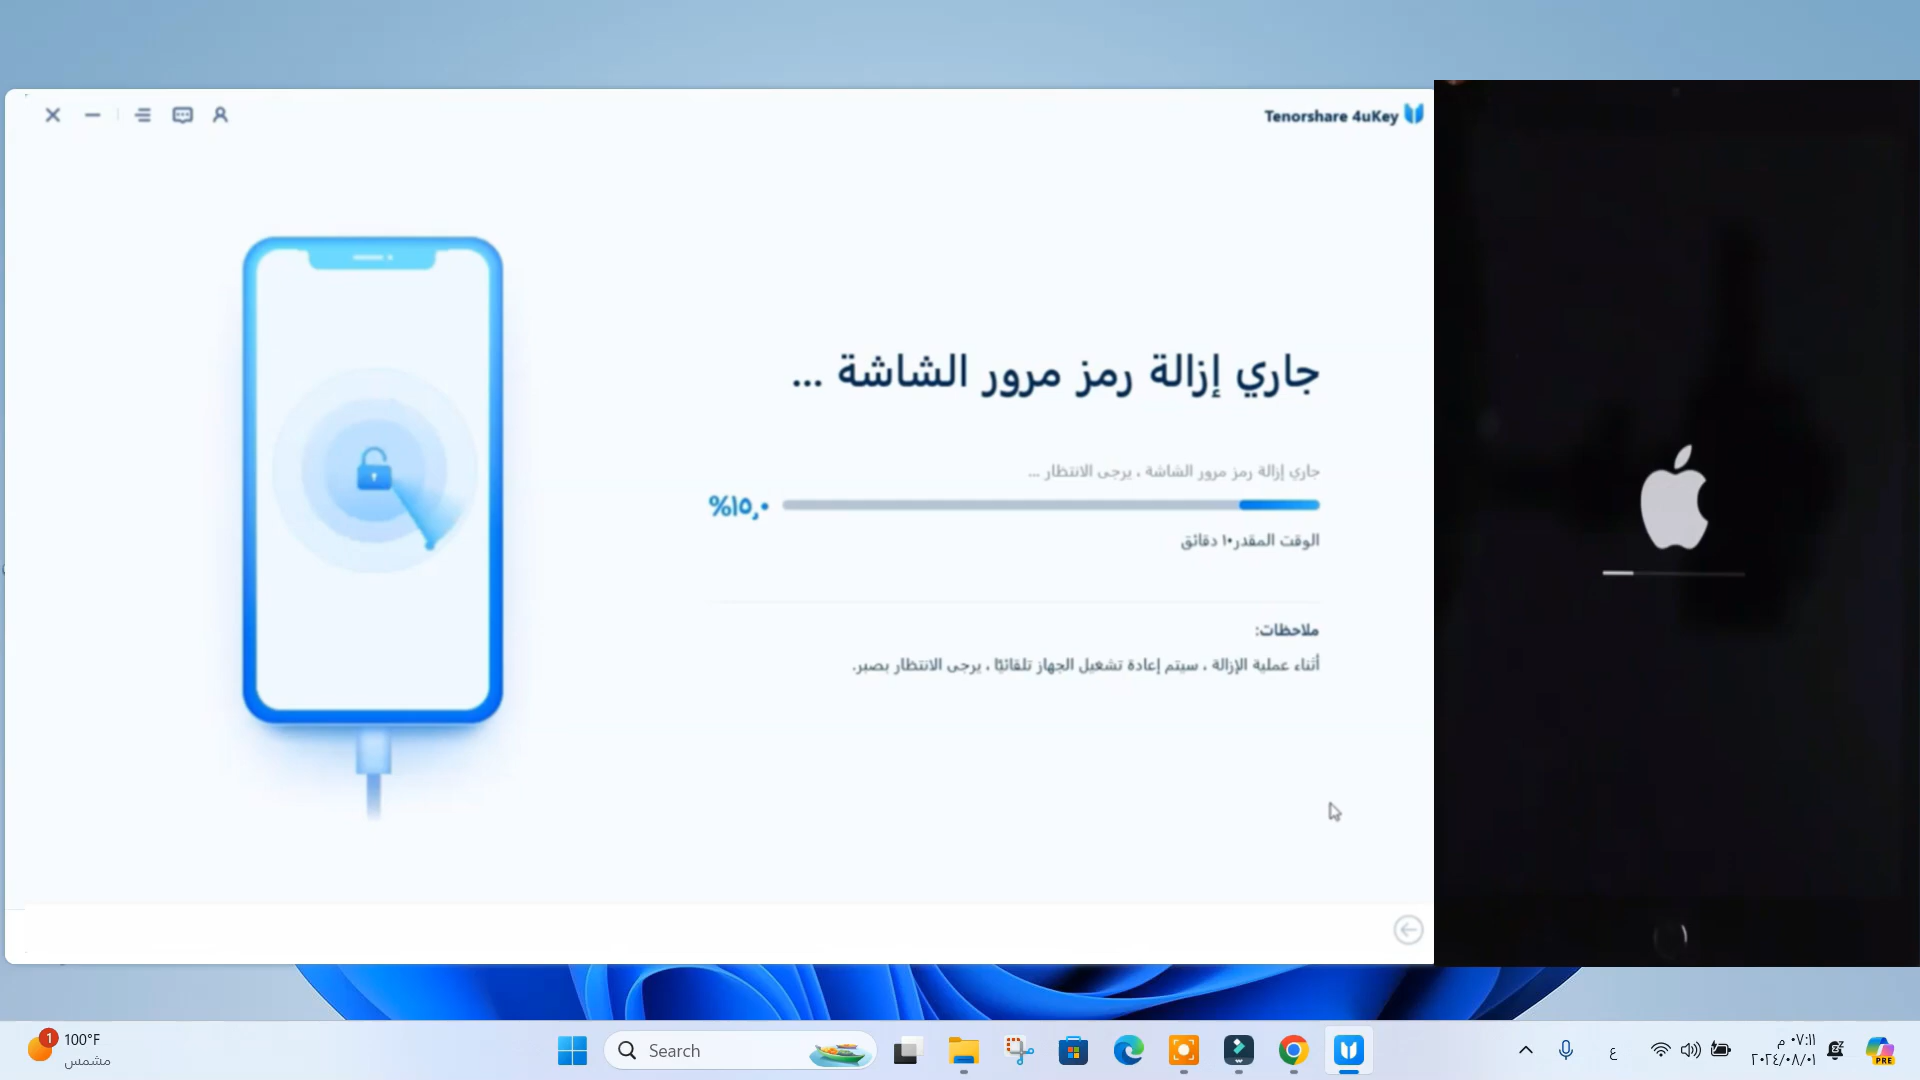 Tenorshare 4uKey
جاري إزالة رمز مرور الشاشة ...
جاري إزالة رمز مرور الشاشة ، يرجى الانتظار ...
%١٥,٠
الوقت المقدر١٠ دقائق
ملاحظات:
أثناء عملية الإزالة ، سيتم إعادة تشغيل الجهاز تلقائيًا ، يرجى الانتظار بصبر.
1
100°F
مشمس
Search
ع
٠٧:١١ م
٢٠٢٤/٠٨/٠١
PRE